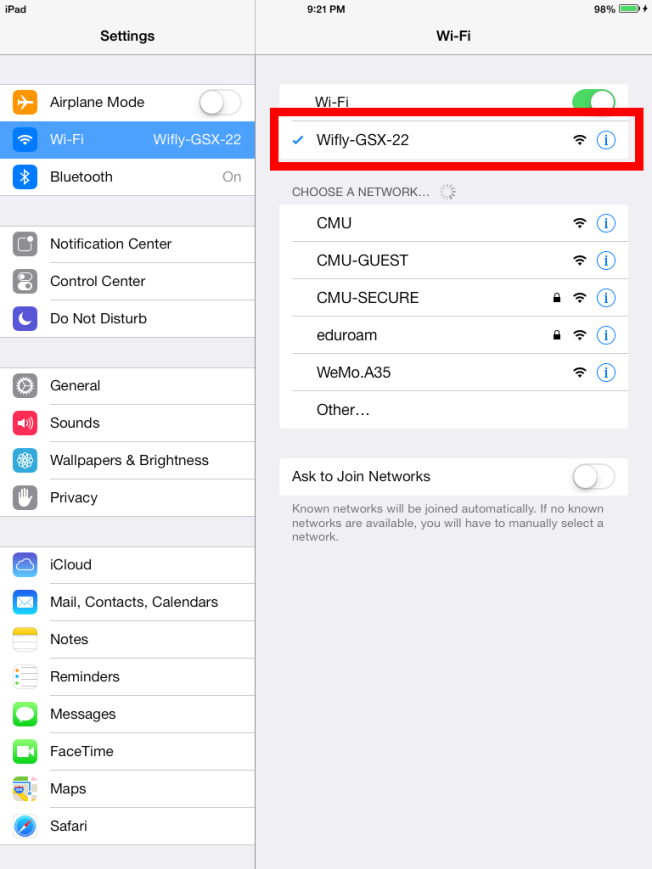 iPad 9:21 PM 98%
Settings
Wi-Fi
Airplane Mode
Wi-Fi Wifly-GSX-22
Bluetooth On
Notification Center
Control Center
Do Not Disturb
General
Sounds
Wallpapers & Brightness
Privacy
iCloud
Mail, Contacts, Calendars
Notes
Reminders
Messages
FaceTime
Maps
Safari
Wi-Fi
Wifly-GSX-22
CHOOSE A NETWORK...
CMU
CMU-GUEST
CMU-SECURE
eduroam
WeMo.A35
Other...
Ask to Join Networks
Known networks will be joined automatically. If no known
networks are available, you will have to manually select a
network.